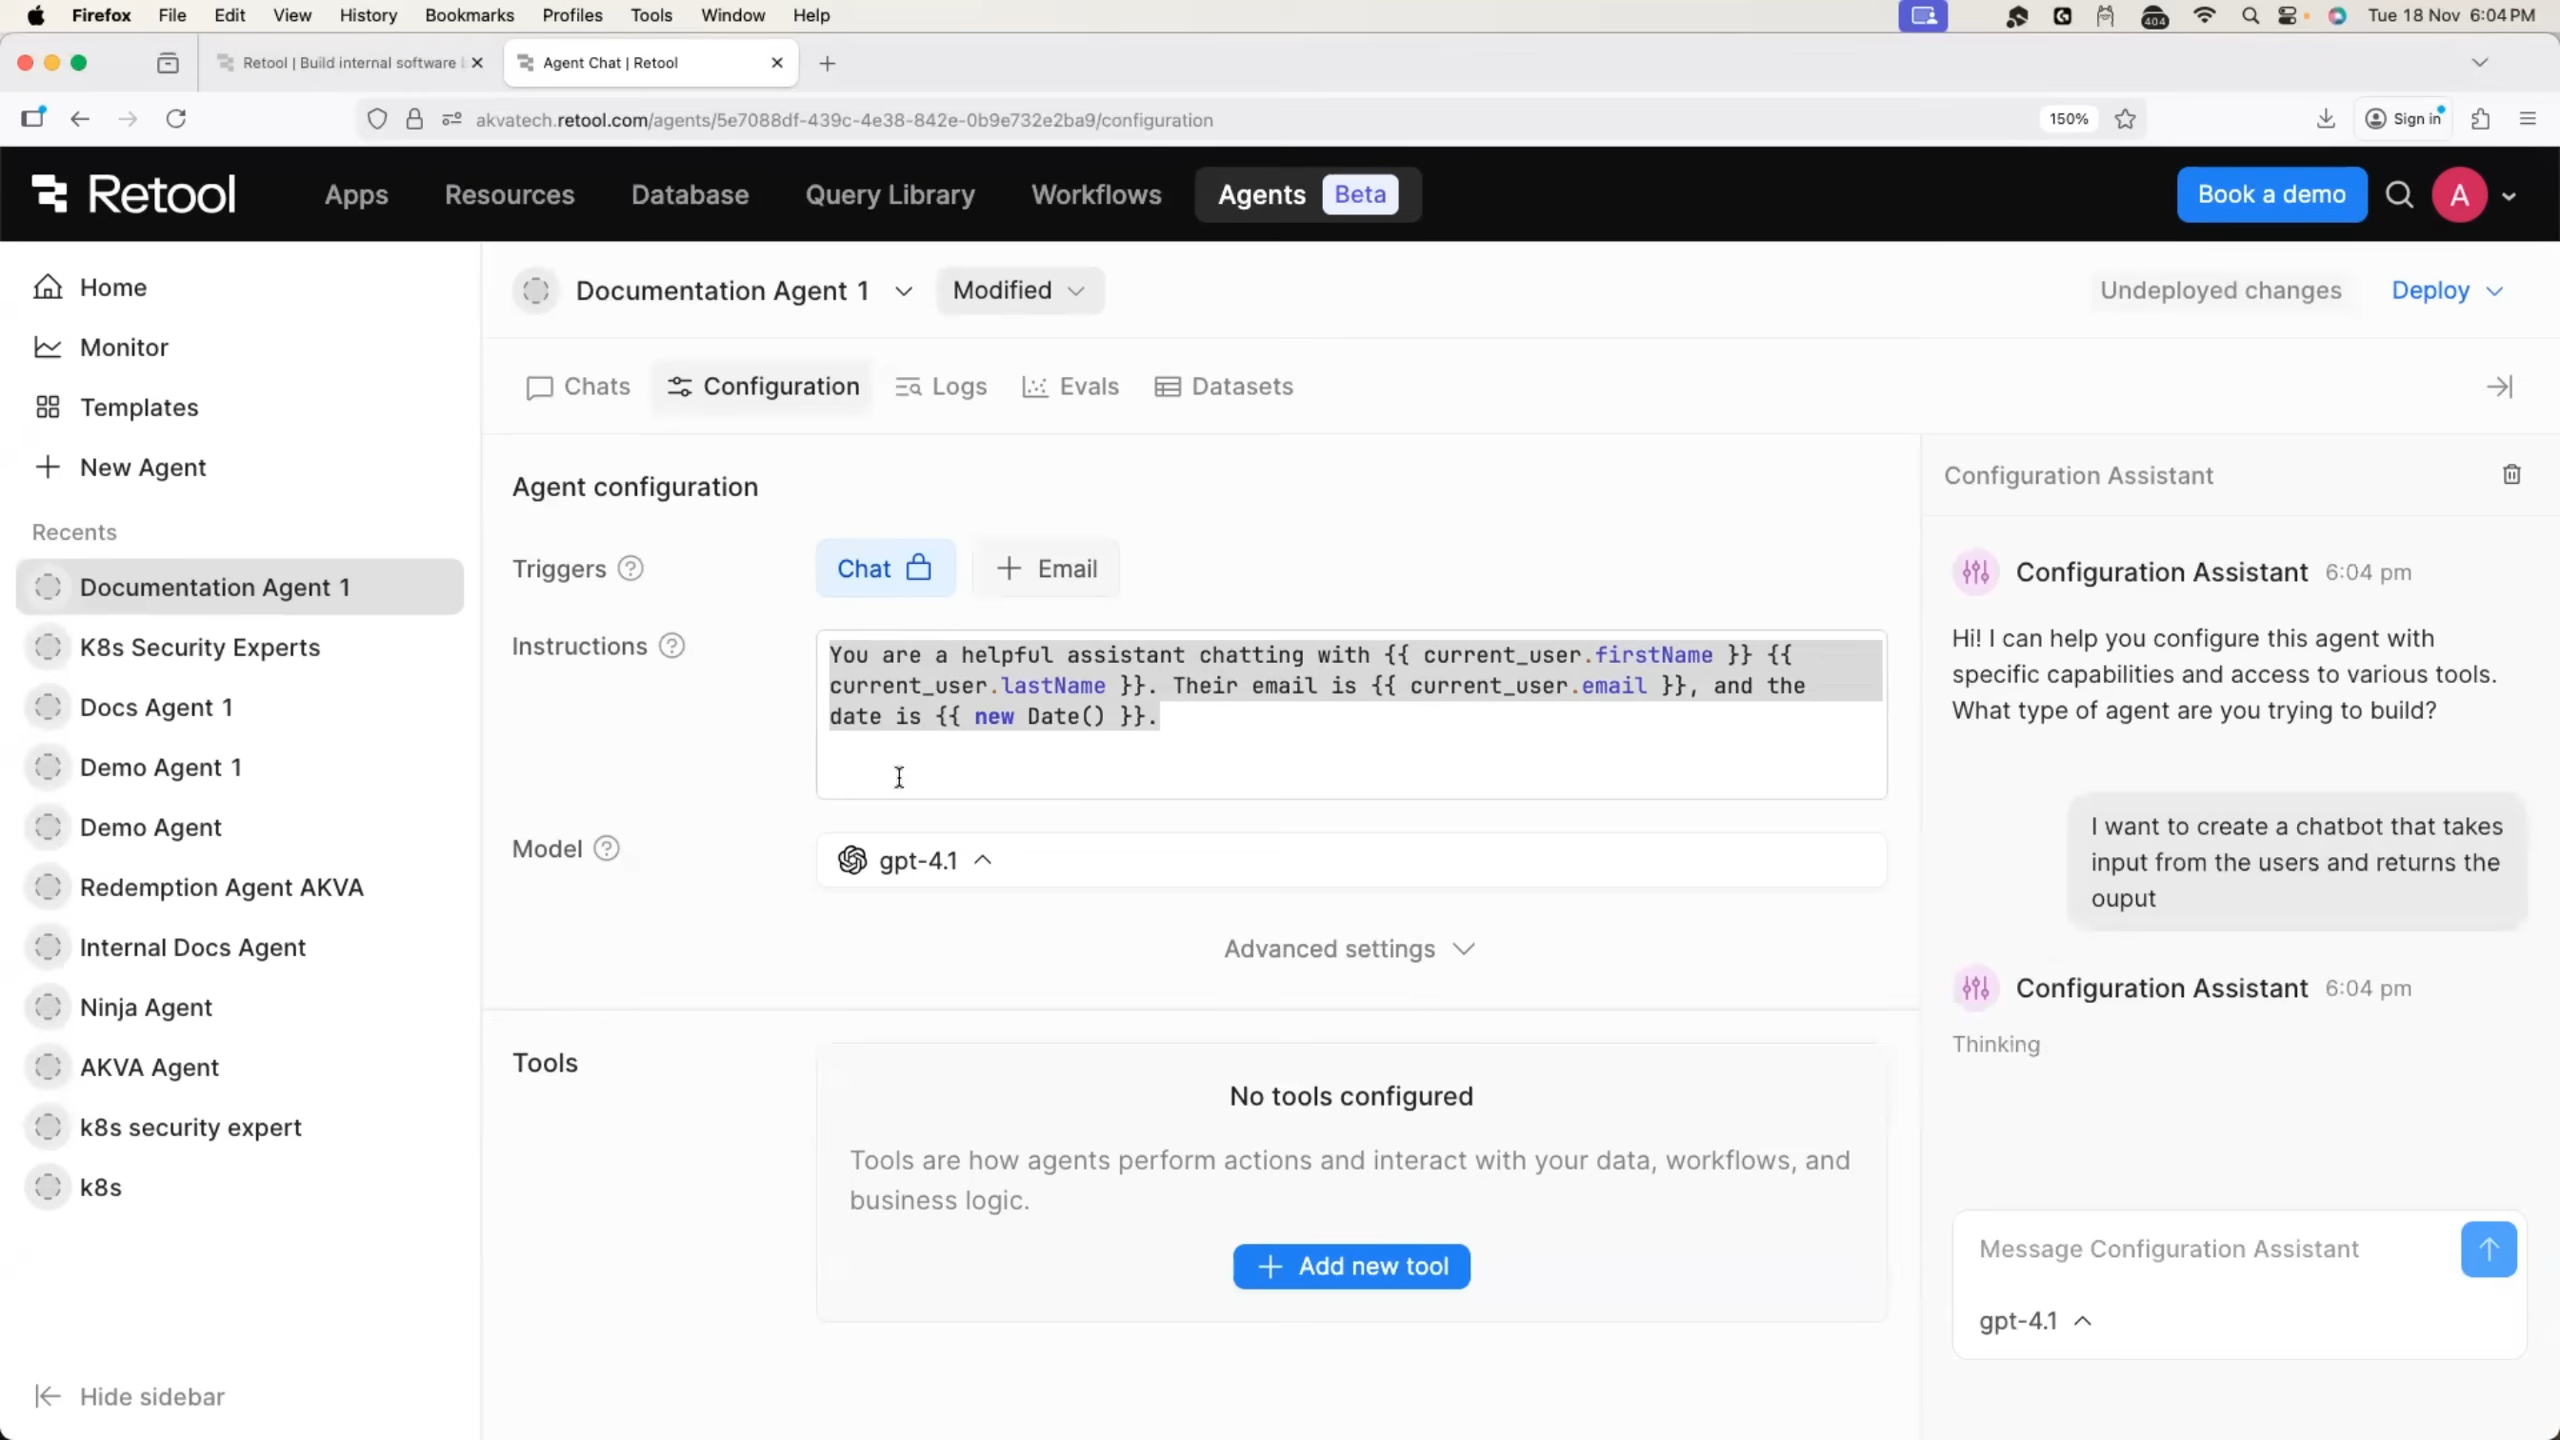 Firefox File Edit View History Bookmarks Profiles Tools Window Help
404 Tue 18 Nov 6:04 PM
Retool | Build internal software
Agent Chat | Retool
akvatech.retool.com/agents/5e7088df-439c-4e38-842e-0b9e732e2ba9/configuration 150% Sign in
Retool Apps Resources Database Query Library Workflows Agents Beta Book a demo A
Home
Monitor
Templates
New Agent
Recents
Documentation Agent 1
K8s Security Experts
Docs Agent 1
Demo Agent 1
Demo Agent
Redemption Agent AKVA
Internal Docs Agent
Ninja Agent
AKVA Agent
k8s security expert
k8s
Hide sidebar
Documentation Agent 1 Modified Undeployed changes Deploy
Chats Configuration Logs Evals Datasets
Agent configuration
Triggers Chat + Email
Instructions
You are a helpful assistant chatting with {{ current_user.firstName }} {{
current_user.lastName }}. Their email is {{ current_user.email }}, and the
date is {{ new Date() }}.
Model gpt-4.1
Advanced settings
Tools
No tools configured
Tools are how agents perform actions and interact with your data, workflows, and
business logic.
+ Add new tool
Configuration Assistant
Configuration Assistant 6:04 pm
Hi! I can help you configure this agent with
specific capabilities and access to various tools.
What type of agent are you trying to build?
I want to create a chatbot that takes
input from the users and returns the
ouput
Configuration Assistant 6:04 pm
Thinking
Message Configuration Assistant
gpt-4.1